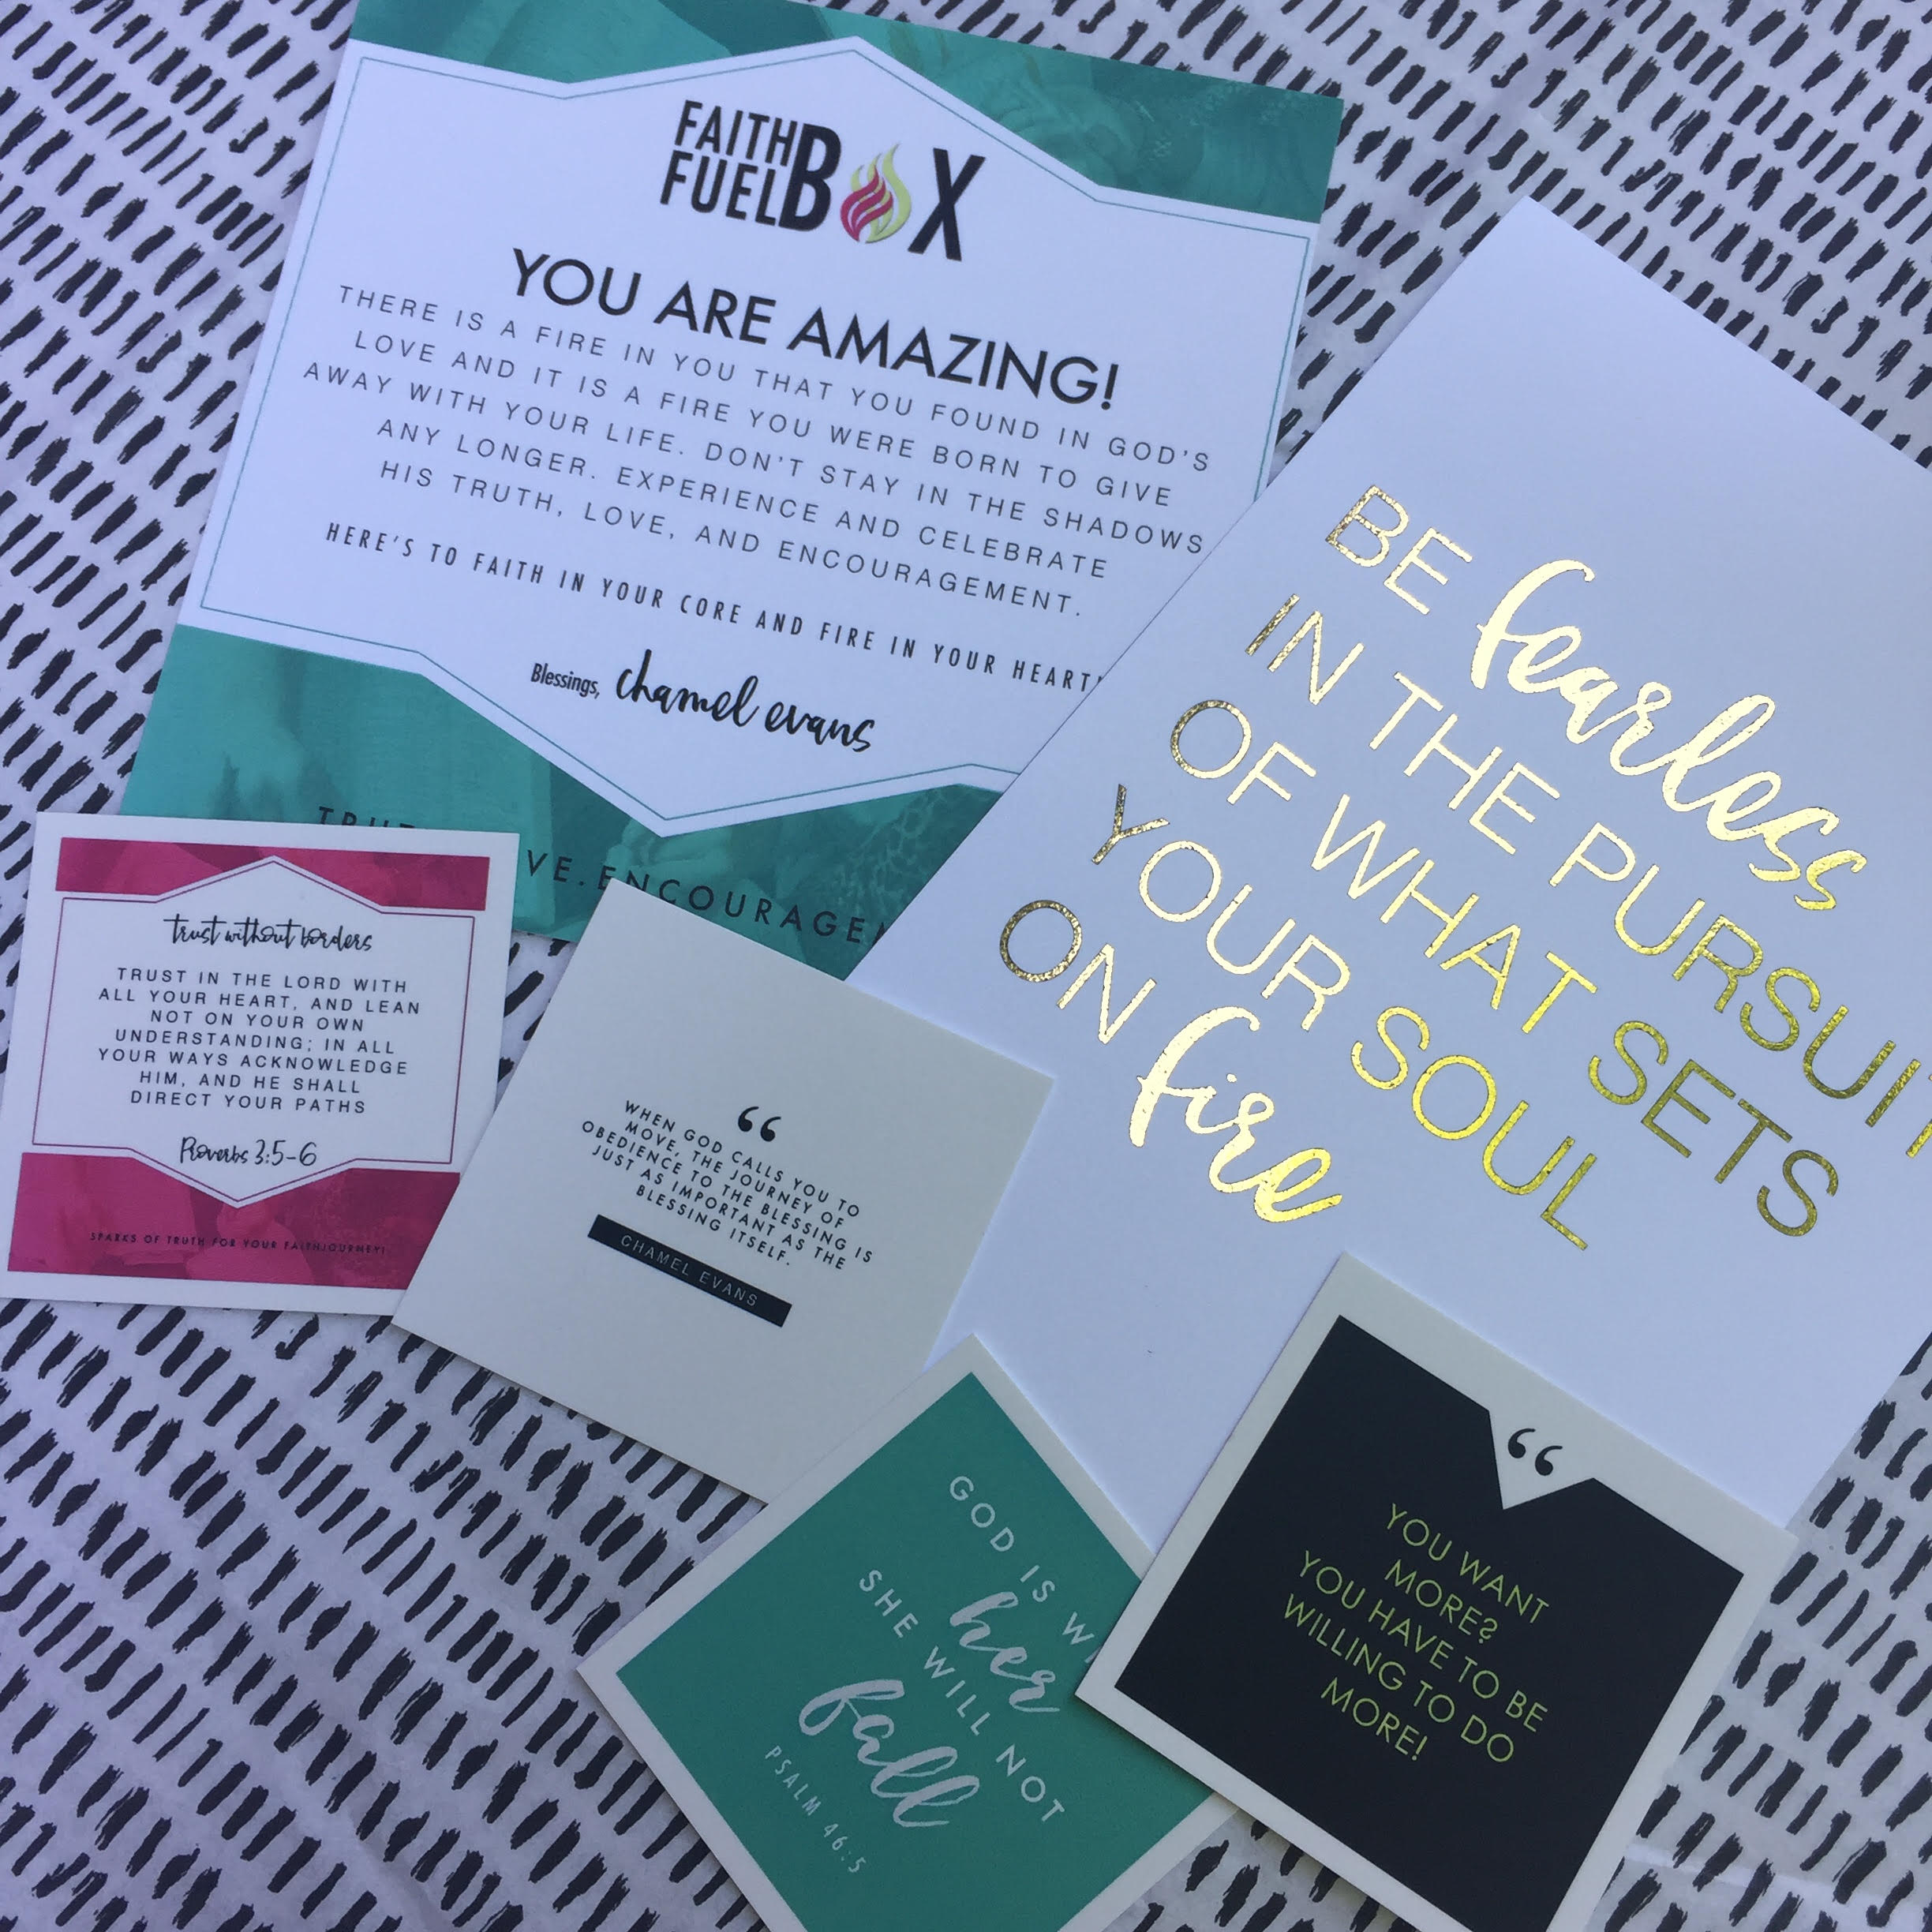 FAITH
FUEL
BOX
YOU ARE AMAZING!
THERE IS A FIRE IN YOU THAT YOU FOUND IN GOD'S
LOVE AND IT IS A FIRE YOU WERE BORN TO GIVE
AWAY WITH YOUR LIFE. DON'T STAY IN THE SHADOWS
ANY LONGER. EXPERIENCE AND CELEBRATE
HIS TRUTH, LOVE, AND ENCOURAGEMENT.
HERE'S TO FAITH IN YOUR CORE AND FIRE IN YOUR HEART!
Blessings, chamel evans
BE fearless
IN THE PURSUIT
OF WHAT SETS
YOUR SOUL
ON fire
trust without borders
TRUST IN THE LORD WITH
ALL YOUR HEART, AND LEAN
NOT ON YOUR OWN
UNDERSTANDING; IN ALL
YOUR WAYS ACKNOWLEDGE
HIM, AND HE SHALL
DIRECT YOUR PATHS
Proverbs 3:5-6
SPARKS OF TRUTH FOR YOUR FAITHJOURNEY!
“
WHEN GOD CALLS YOU TO
MOVE, THE JOURNEY OF
OBEDIENCE TO THE BLESSING IS
JUST AS IMPORTANT AS THE
BLESSING ITSELF.
CHAMEL EVANS
GOD IS
her
SHE WILL NOT
fall
PSALM 46:5
“
YOU WANT
MORE?
YOU HAVE TO BE
WILLING TO DO
MORE!